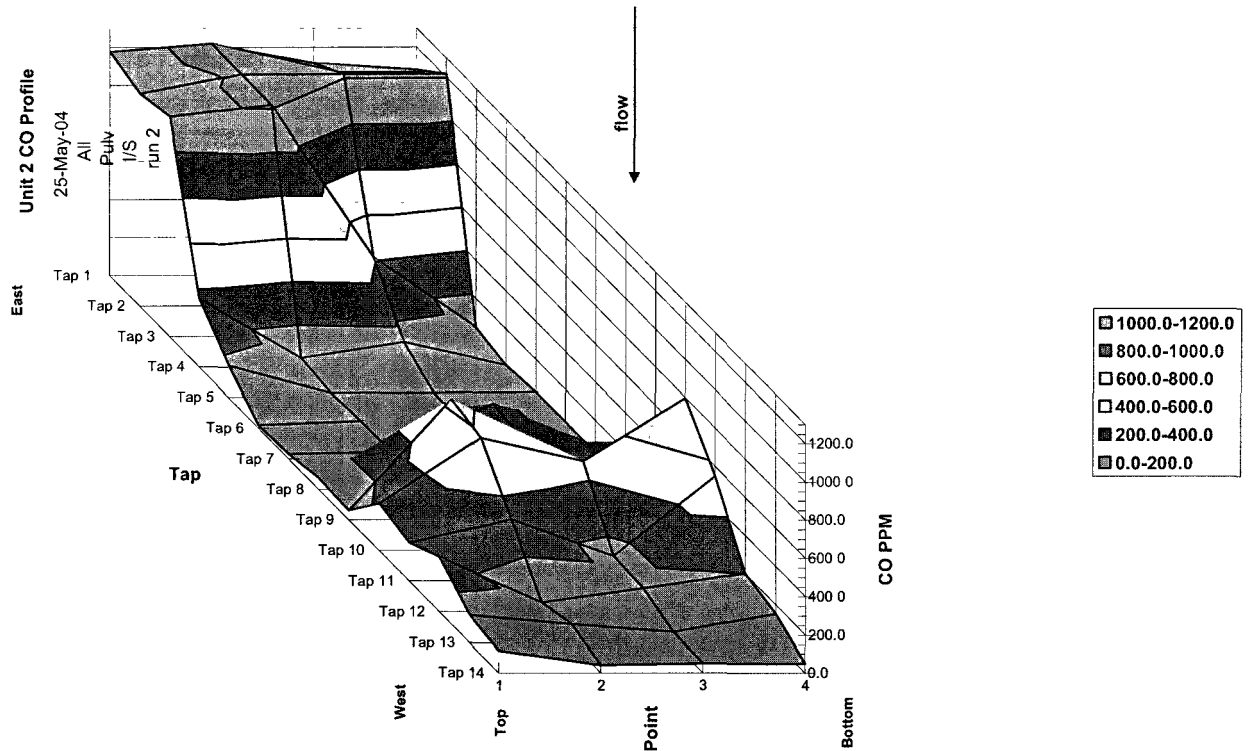 Unit 2 CO Profile
25-May-04
All
Pulv
I/S
run 2
flow
East
Tap 1
Tap 2
Tap 3
Tap 4
Tap 5
Tap 6
Tap 7
Tap 8
Tap 9
Tap 10
Tap 11
Tap 12
Tap 13
Tap 14
Tap
West
Top
1
2
3
4
Point
Bottom
1200.0
1000.0
800.0
600.0
400.0
200.0
0.0
CO PPM
1000.0-1200.0
800.0-1000.0
600.0-800.0
400.0-600.0
200.0-400.0
0.0-200.0